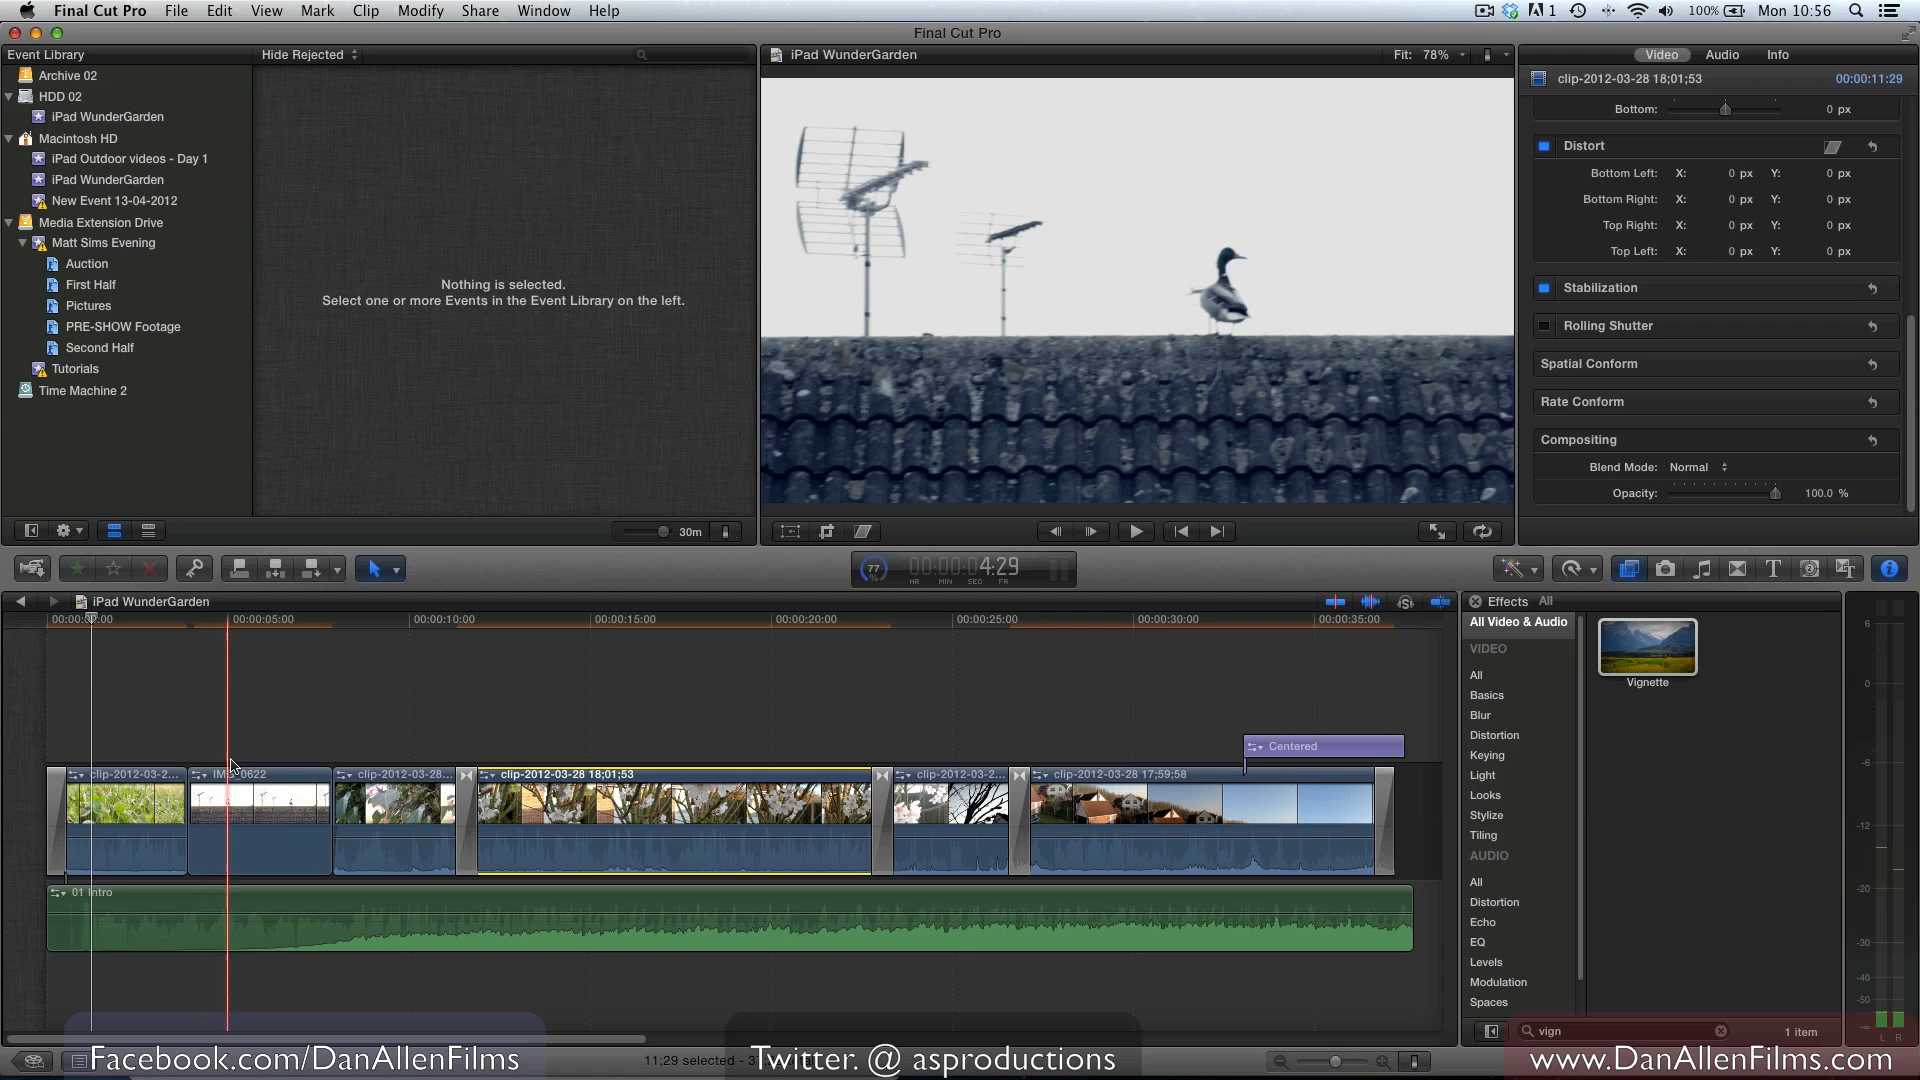 Final Cut Pro File Edit View Mark Clip Modify Share Window Help 1 100% Mon 10:56
Final Cut Pro
Event Library Hide Rejected
Archive 02
HDD 02
iPad WunderGarden
Macintosh HD
iPad Outdoor videos - Day 1
iPad WunderGarden
New Event 13-04-2012
Media Extension Drive
Matt Sims Evening
Auction
First Half
Pictures
PRE-SHOW Footage
Second Half
Tutorials
Time Machine 2
Nothing is selected.
Select one or more Events in the Event Library on the left.
30m
iPad WunderGarden Fit: 78%
Video Audio Info
clip-2012-03-28 18;01;53 00:00:11:29
Bottom: 0 px
Distort
Bottom Left: X: 0 px Y: 0 px
Bottom Right: X: 0 px Y: 0 px
Top Right: X: 0 px Y: 0 px
Top Left: X: 0 px Y: 0 px
Stabilization
Rolling Shutter
Spatial Conform
Rate Conform
Compositing
Blend Mode: Normal
Opacity: 100.0 %
77 % 00:00:04:29
HR MIN SEC FR
iPad WunderGarden
00:00:05:00 00:00:10:00 00:00:15:00 00:00:20:00 00:00:25:00 00:00:30:00 00:00:35:00
Centered
clip-2012-03-2... clip-2012-03-28... clip-2012-03-28 18;01;53 clip-2012-03-2... clip-2012-03-28 17;59;58
01 Intro
Effects All
All Video & Audio
VIDEO
All
Basics
Blur
Distortion
Keying
Light
Looks
Stylize
Tiling
AUDIO
All
Distortion
Echo
EQ
Levels
Modulation
Spaces
Vignette
vign 1 item
6
0
-12
-20
-30
-40
-50
L R
11;29 selected
Facebook.com/DanAllenFilms
Twitter. @ asproductions
www.DanAllenFilms.com